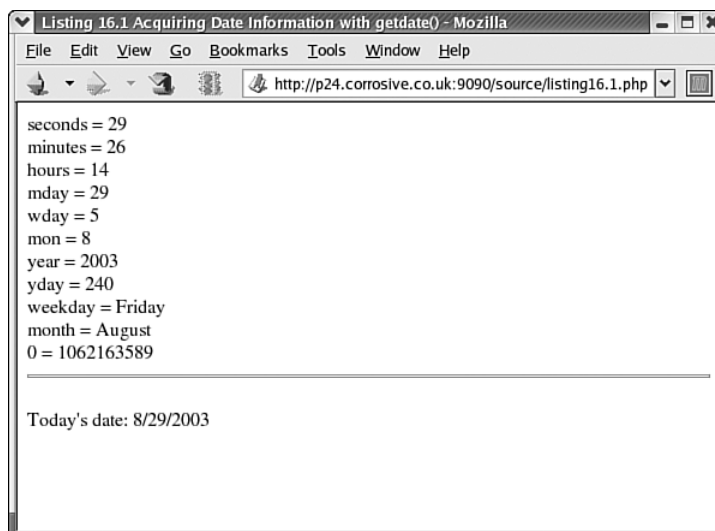 Listing 16.1 Acquiring Date Information with getdate() - Mozilla
File Edit View Go Bookmarks Tools Window Help
http://p24.corrosive.co.uk:9090/source/listing16.1.php
seconds = 29
minutes = 26
hours = 14
mday = 29
wday = 5
mon = 8
year = 2003
yday = 240
weekday = Friday
month = August
0 = 1062163589
Today's date: 8/29/2003